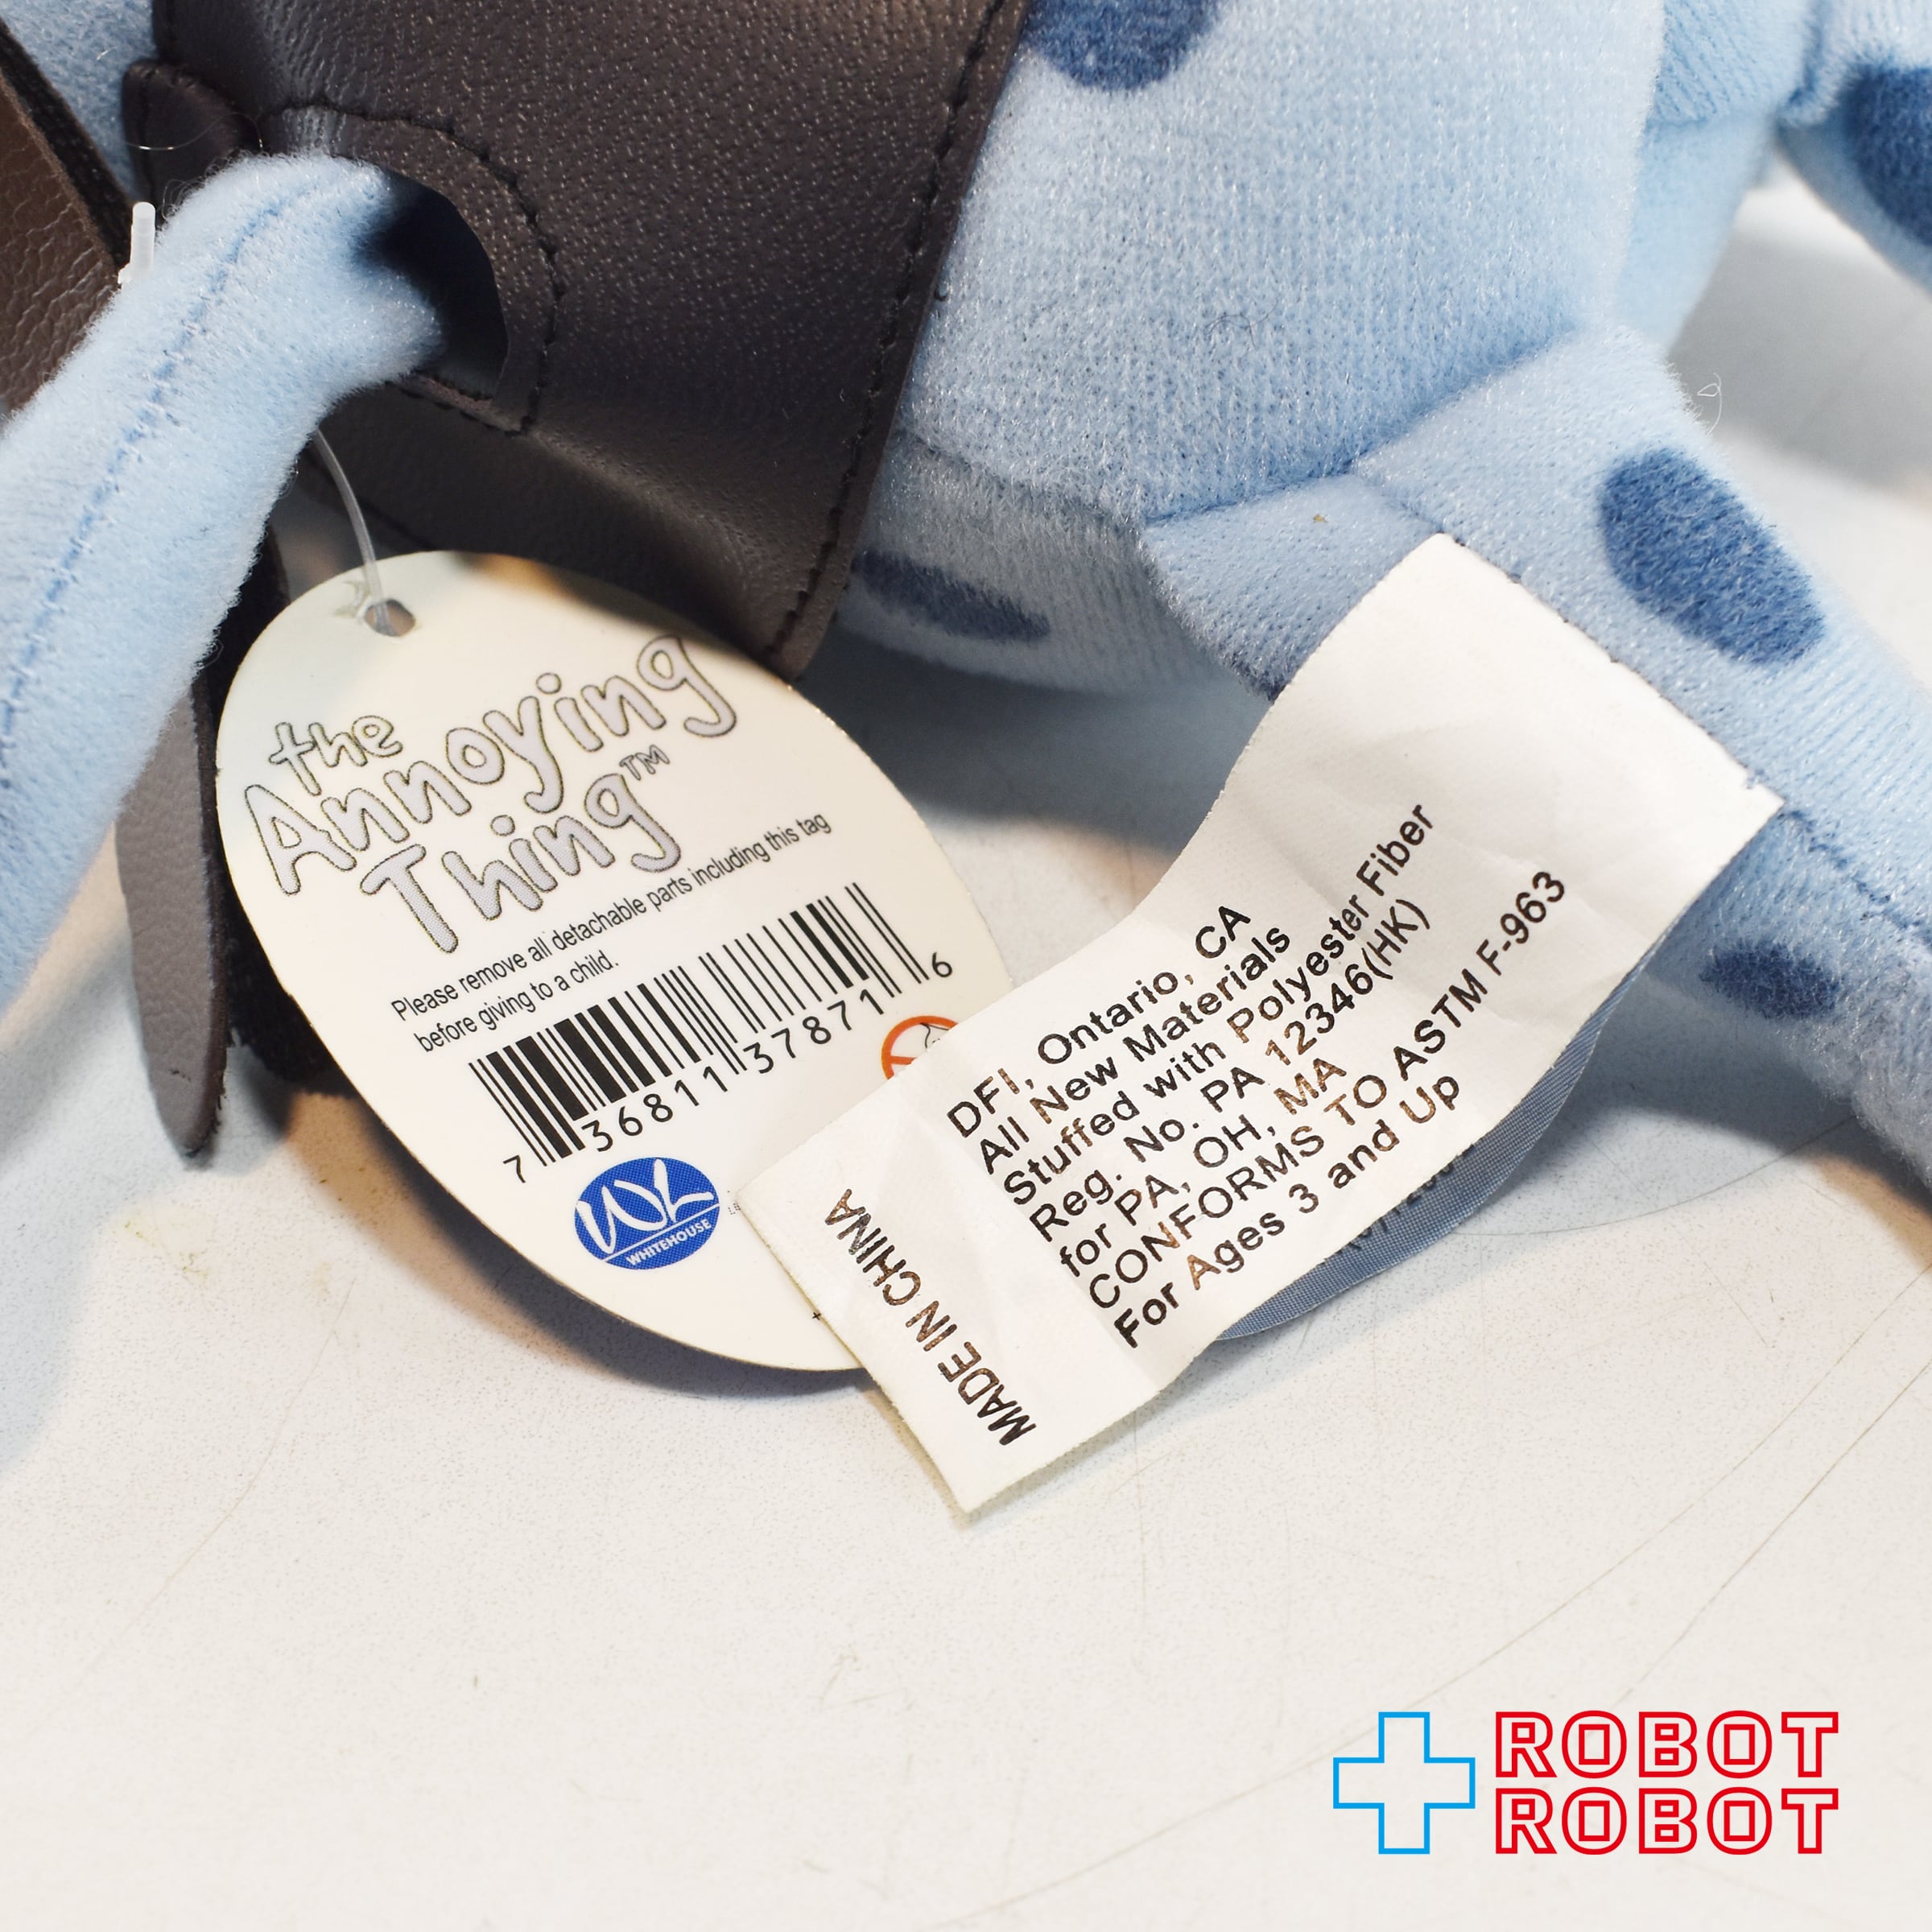 the
Annoying
Thing™
Please remove all detachable parts including this tag
before giving to a child.
7 36811 37871 6
WL
WHITEHOUSE
DFI, Ontario, CA
All New Materials
Stuffed with Polyester Fiber
Reg. No. PA 12346(HK)
for PA, OH, MA
CONFORMS TO ASTM F-963
For Ages 3 and Up
MADE IN CHINA
ROBOT
ROBOT